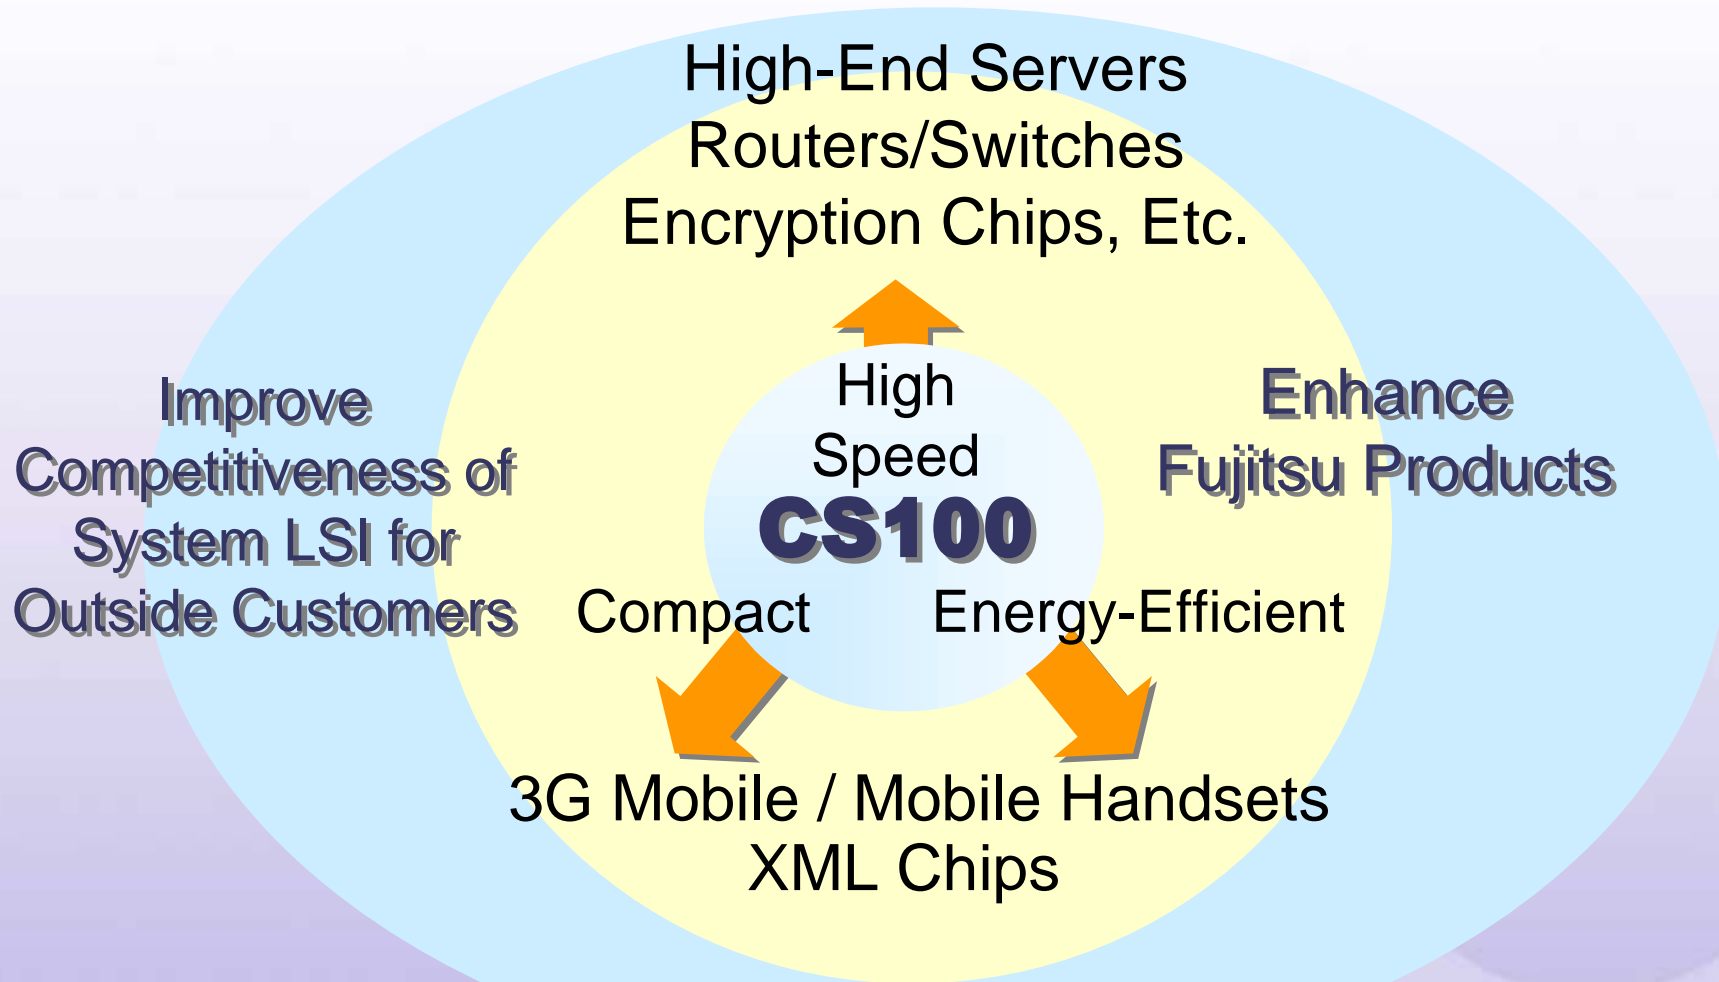 High-End Servers
Routers/Switches
Encryption Chips, Etc.
Improve
Competitiveness of
System LSI for
Outside Customers
High
Speed
CS100
Compact
Energy-Efficient
Enhance
Fujitsu Products
3G Mobile / Mobile Handsets
XML Chips